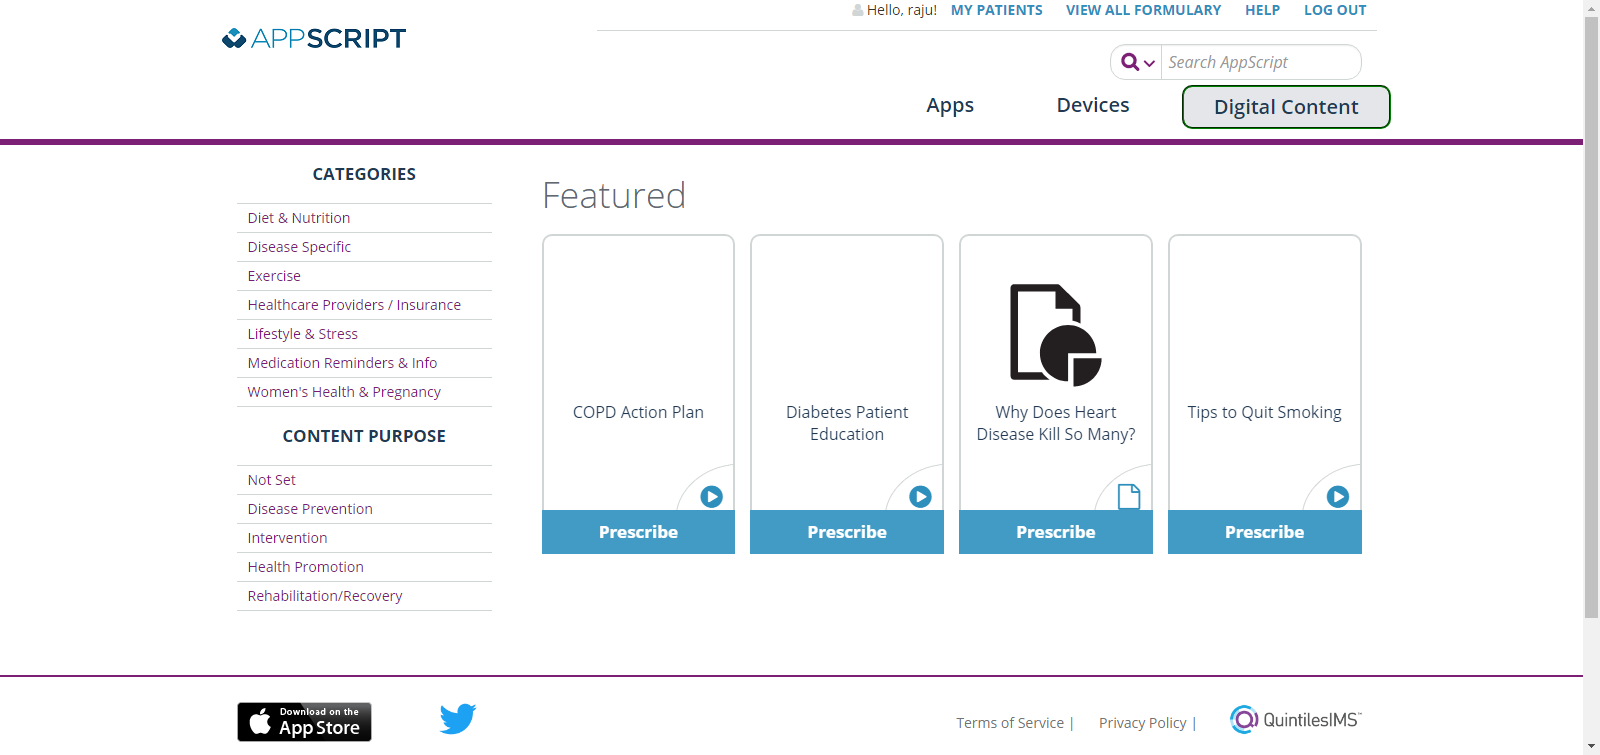 Hello, raju! MY PATIENTS VIEW ALL FORMULARY HELP LOG OUT
APPSCRIPT
Search AppScript
Apps Devices Digital Content
CATEGORIES
Diet & Nutrition
Disease Specific
Exercise
Healthcare Providers / Insurance
Lifestyle & Stress
Medication Reminders & Info
Women's Health & Pregnancy
CONTENT PURPOSE
Not Set
Disease Prevention
Intervention
Health Promotion
Rehabilitation/Recovery
Featured
COPD Action Plan
Prescribe
Diabetes Patient
Education
Prescribe
Why Does Heart
Disease Kill So Many?
Prescribe
Tips to Quit Smoking
Prescribe
Download on the
App Store
Terms of Service | Privacy Policy |
QuintilesIMS™